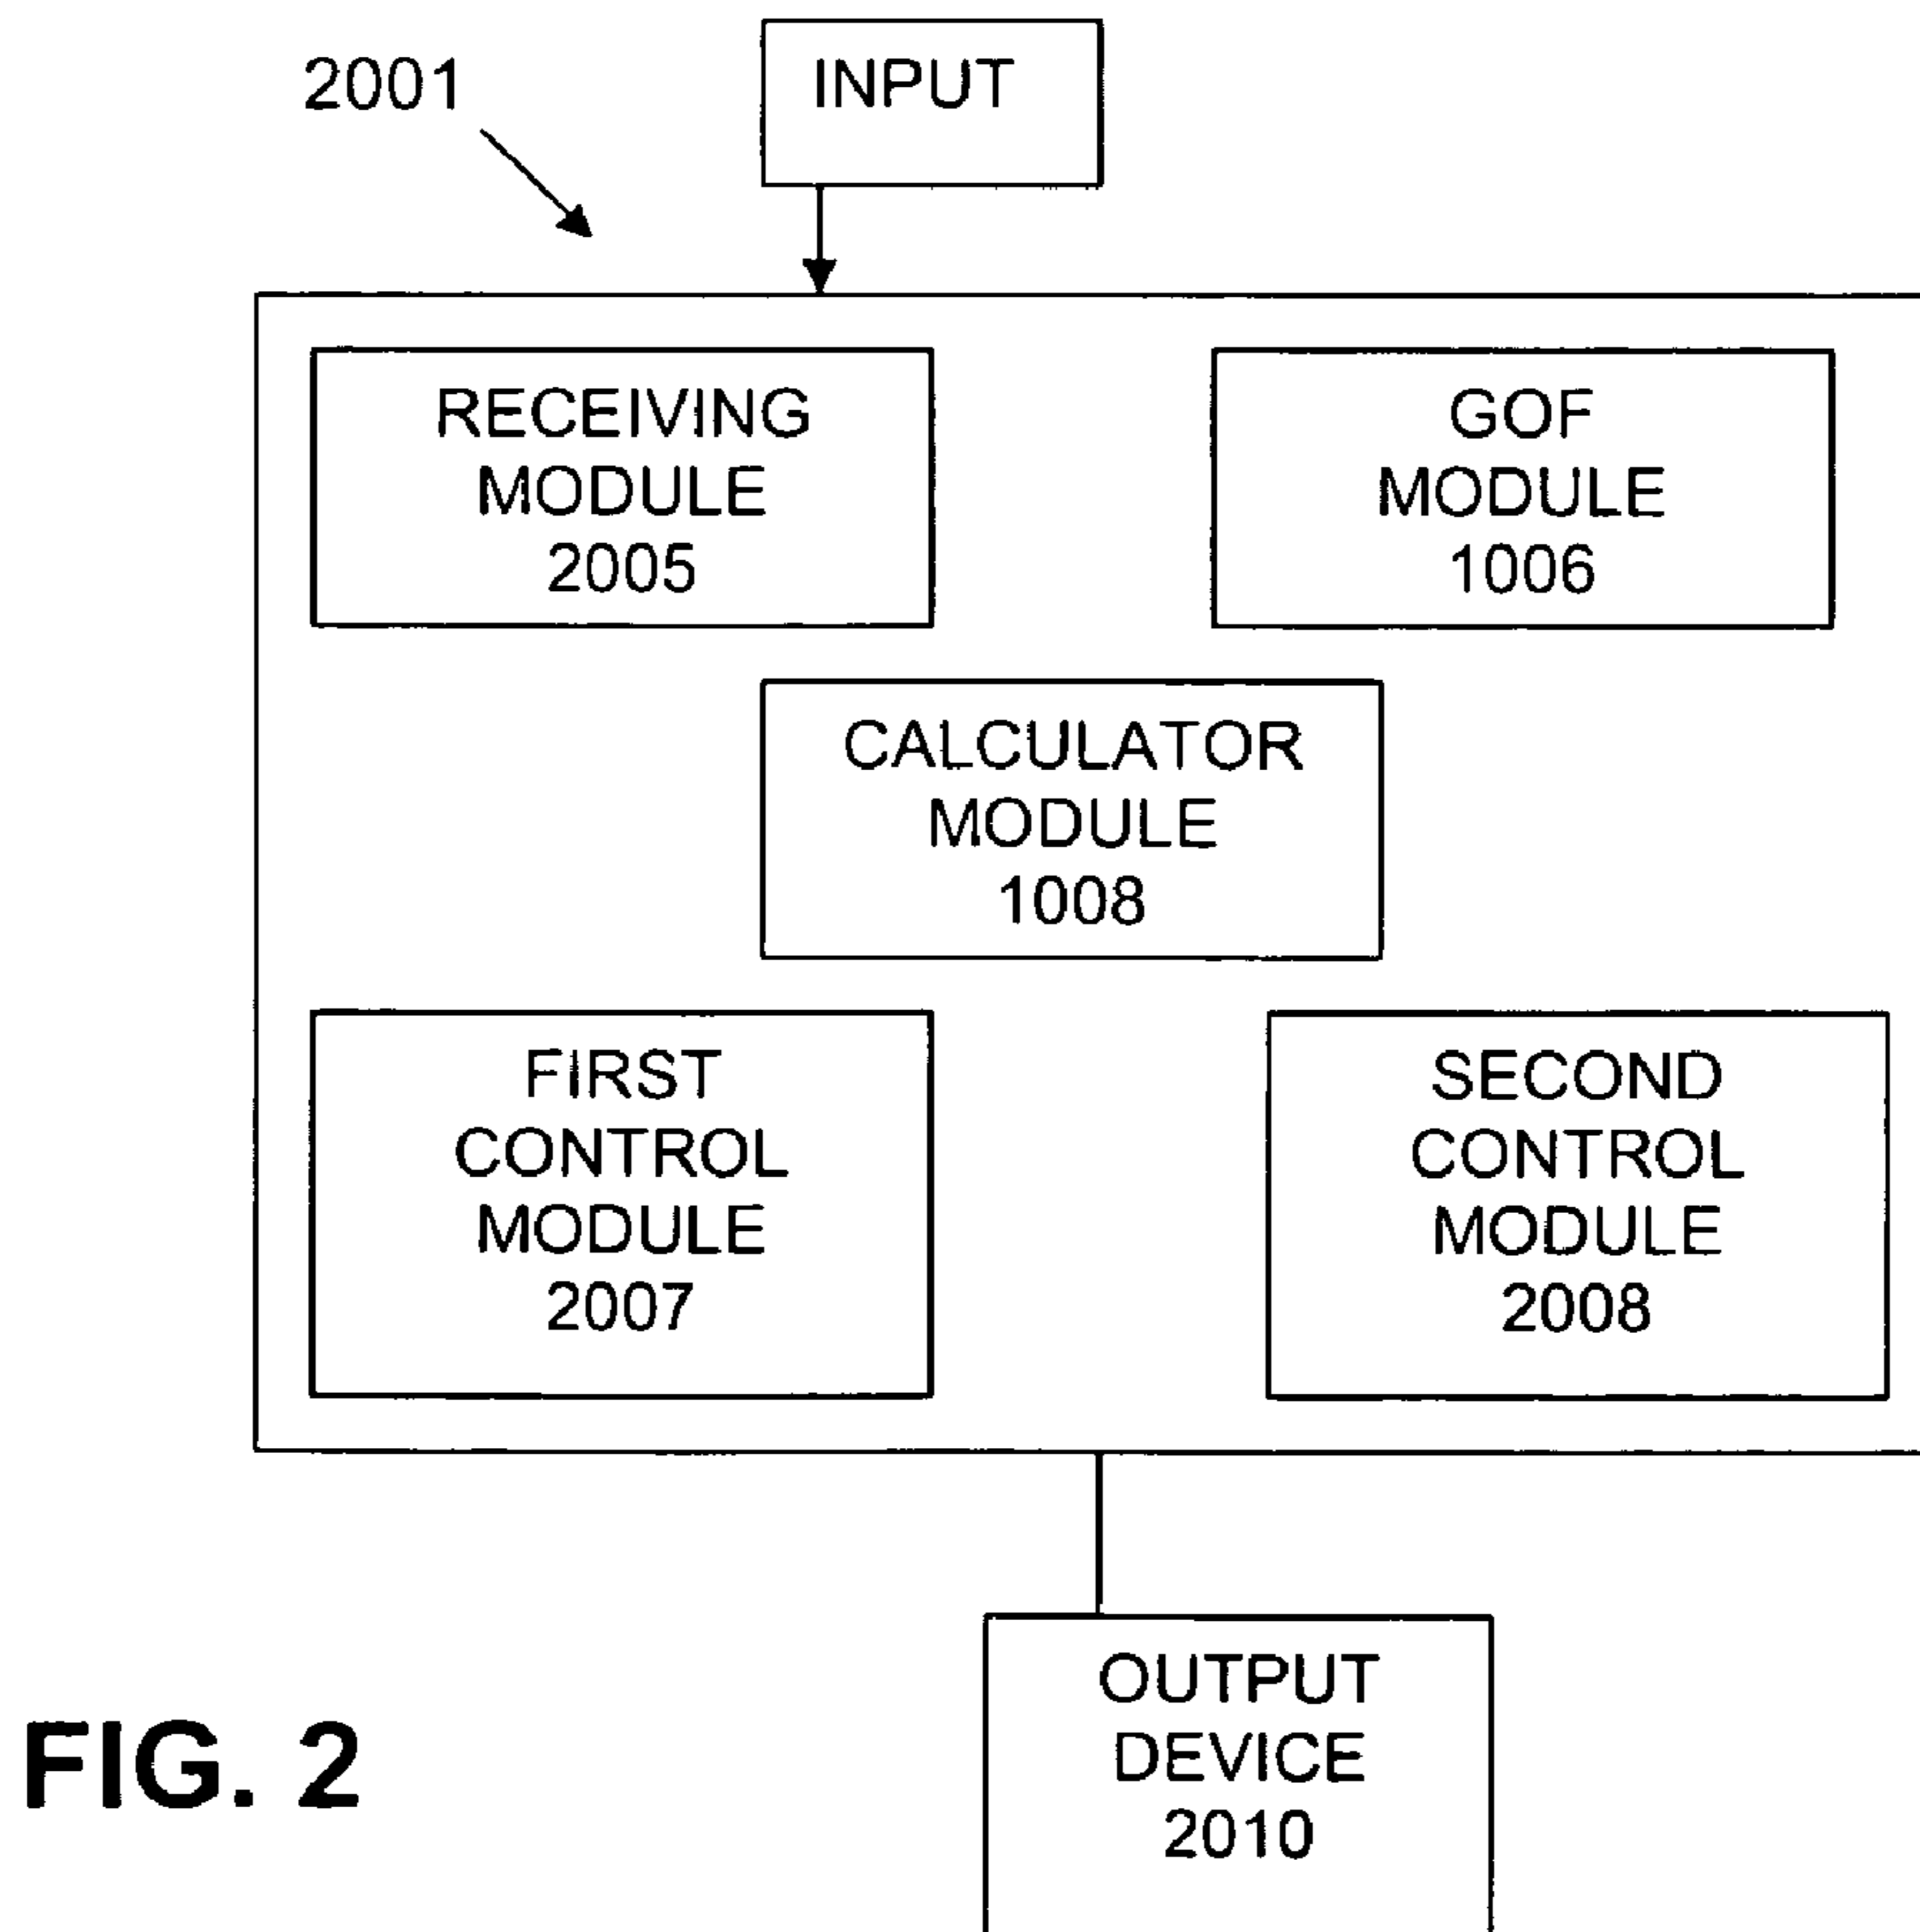 2001
INPUT
RECEIVING
MODULE
2005
GOF
MODULE
1006
CALCULATOR
MODULE
1008
FIRST
CONTROL
MODULE
2007
SECOND
CONTROL
MODULE
2008
OUTPUT
DEVICE
2010
FIG. 2